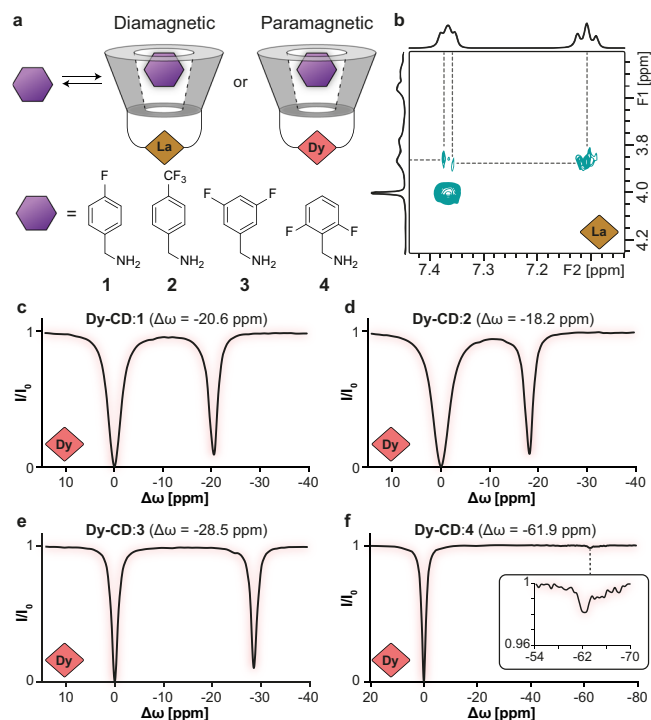 a
Diamagnetic
Paramagnetic
or
La
Dy
=
F
CF₃
F
F
F
F
NH₂
NH₂
NH₂
NH₂
1
2
3
4
b
F1 [ppm]
3.8
4.0
4.2
La
7.4
7.3
7.2
F2 [ppm]
c
Dy-CD:1 (Δω = -20.6 ppm)
I/I₀
1
0
Dy
10
0
-10
-20
-30
-40
Δω [ppm]
d
Dy-CD:2 (Δω = -18.2 ppm)
I/I₀
1
0
Dy
10
0
-10
-20
-30
-40
Δω [ppm]
e
Dy-CD:3 (Δω = -28.5 ppm)
I/I₀
1
0
Dy
10
0
-10
-20
-30
-40
Δω [ppm]
f
Dy-CD:4 (Δω = -61.9 ppm)
I/I₀
1
0
Dy
1
0.96
-54
-62
-70
20
0
-20
-40
-60
-80
Δω [ppm]